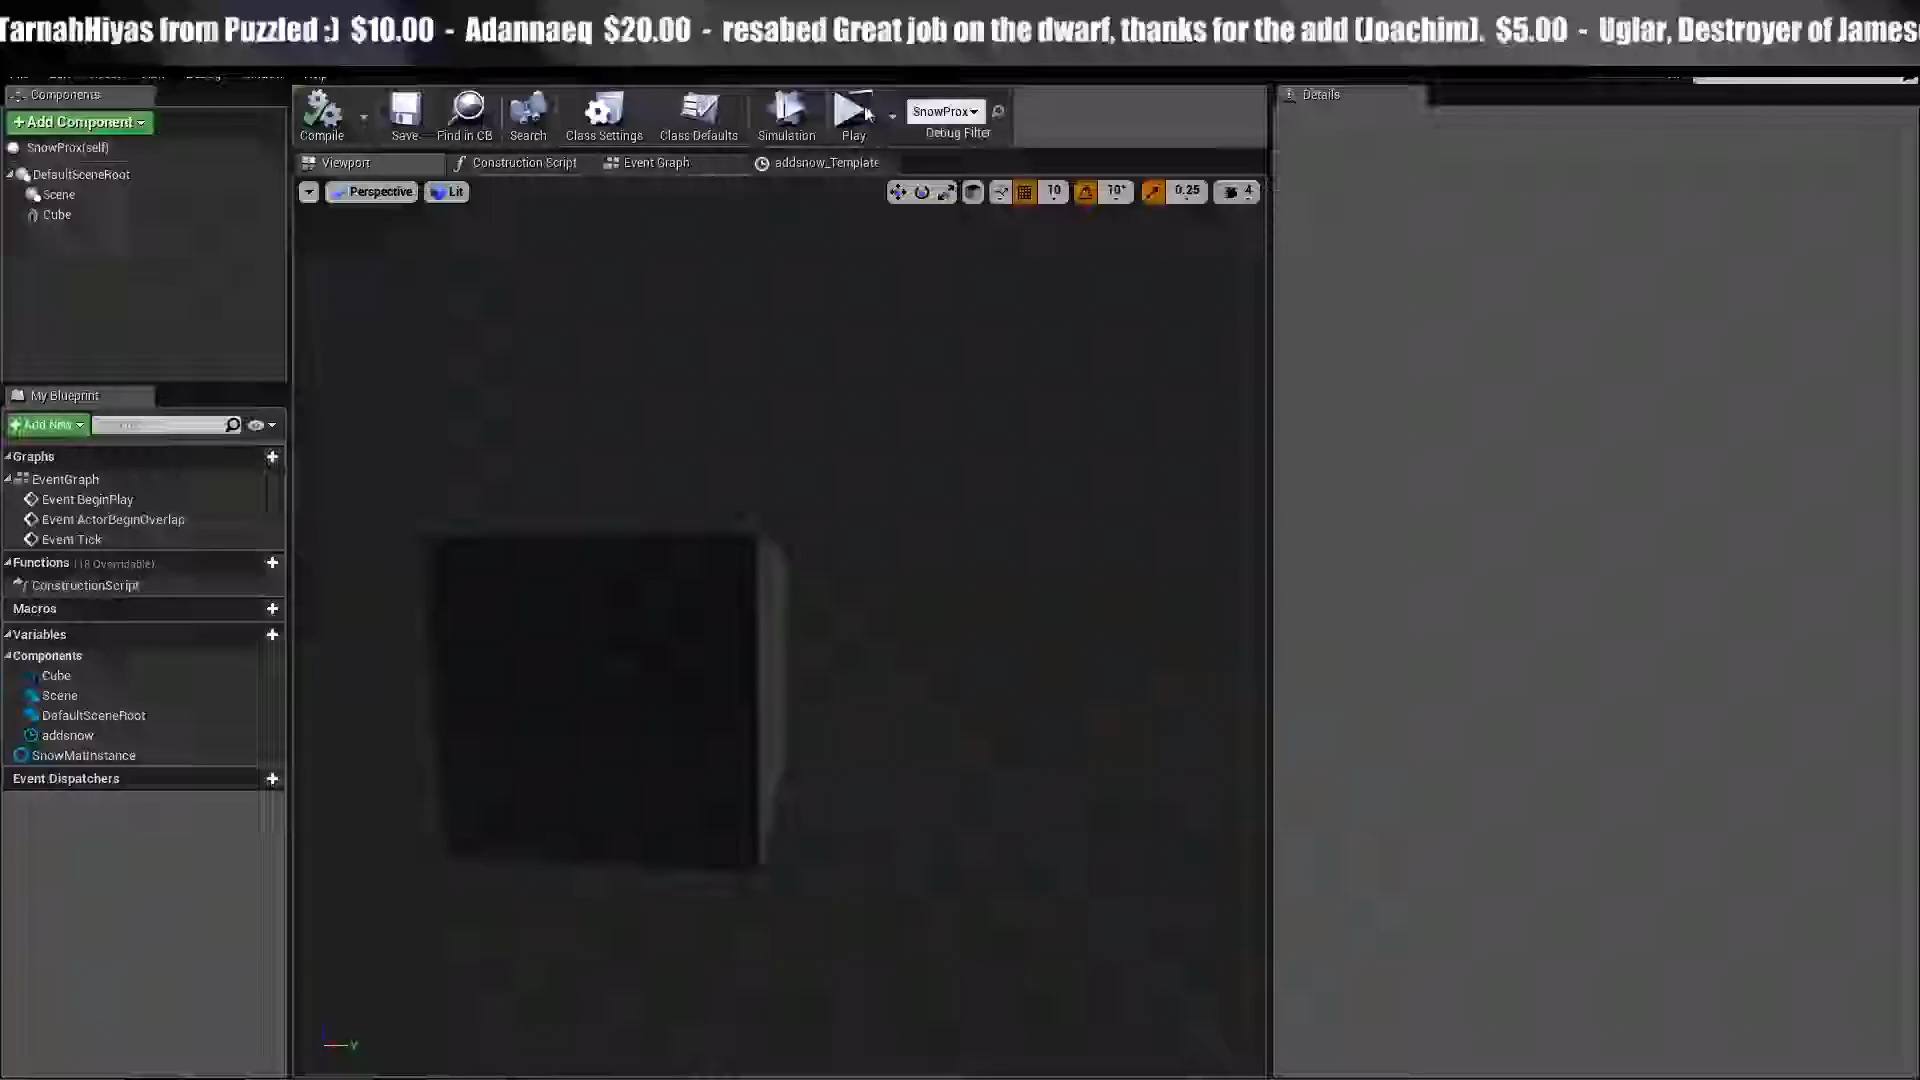 TarnahHiyas from Puzzled :) $10.00 - Adannaeq $20.00 - resabed Great job on the dwarf, thanks for the add (Joachim). $5.00 - Uglar, Destroyer of James
Components
+Add Component
SnowProx(self)
DefaultSceneRoot
Scene
Cube
My Blueprint
+Add New
Graphs
EventGraph
Event BeginPlay
Event ActorBeginOverlap
Event Tick
Functions (18 Overridable)
ConstructionScript
Macros
Variables
Components
Cube
Scene
DefaultSceneRoot
addsnow
SnowMatInstance
Event Dispatchers
Compile
Save
Find in CB
Search
Class Settings
Class Defaults
Simulation
Play
SnowProx
Debug Filter
Viewport
Construction Script
Event Graph
addsnow_Template
Perspective
Lit
10
10°
0.25
4
Y
Details